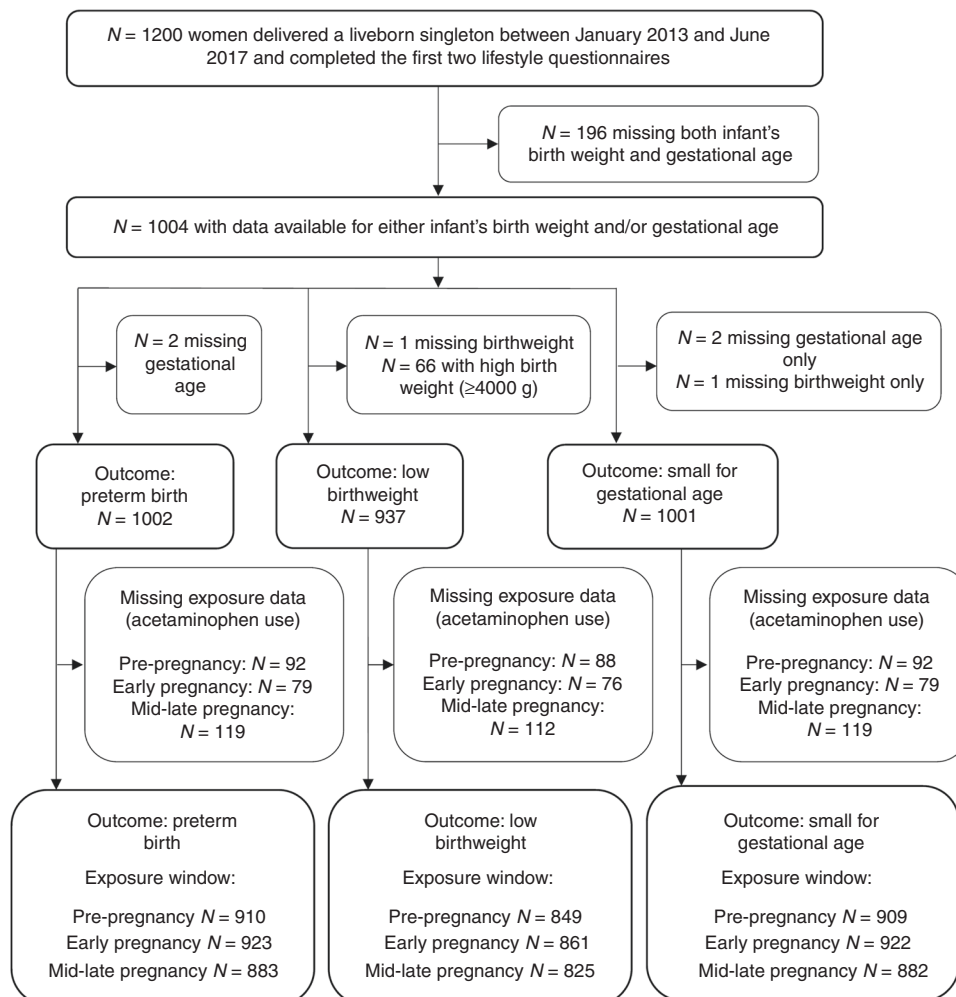 N = 1200 women delivered a liveborn singleton between January 2013 and June
2017 and completed the first two lifestyle questionnaires
N = 196 missing both infant's
birth weight and gestational age
N = 1004 with data available for either infant's birth weight and/or gestational age
N = 2 missing
gestational
age
N = 1 missing birthweight
N = 66 with high birth
weight (≥4000 g)
N = 2 missing gestational age
only
N = 1 missing birthweight only
Outcome:
preterm birth
N = 1002
Outcome: low
birthweight
N = 937
Outcome: small for
gestational age
N = 1001
Missing exposure data
(acetaminophen use)
Pre-pregnancy: N = 92
Early pregnancy: N = 79
Mid-late pregnancy:
N = 119
Missing exposure data
(acetaminophen use)
Pre-pregnancy: N = 88
Early pregnancy: N = 76
Mid-late pregnancy:
N = 112
Missing exposure data
(acetaminophen use)
Pre-pregnancy: N = 92
Early pregnancy: N = 79
Mid-late pregnancy:
N = 119
Outcome: preterm
birth
Exposure window:
Pre-pregnancy N = 910
Early pregnancy N = 923
Mid-late pregnancy N = 883
Outcome: low
birthweight
Exposure window:
Pre-pregnancy N = 849
Early pregnancy N = 861
Mid-late pregnancy N = 825
Outcome: small for
gestational age
Exposure window:
Pre-pregnancy N = 909
Early pregnancy N = 922
Mid-late pregnancy N = 882